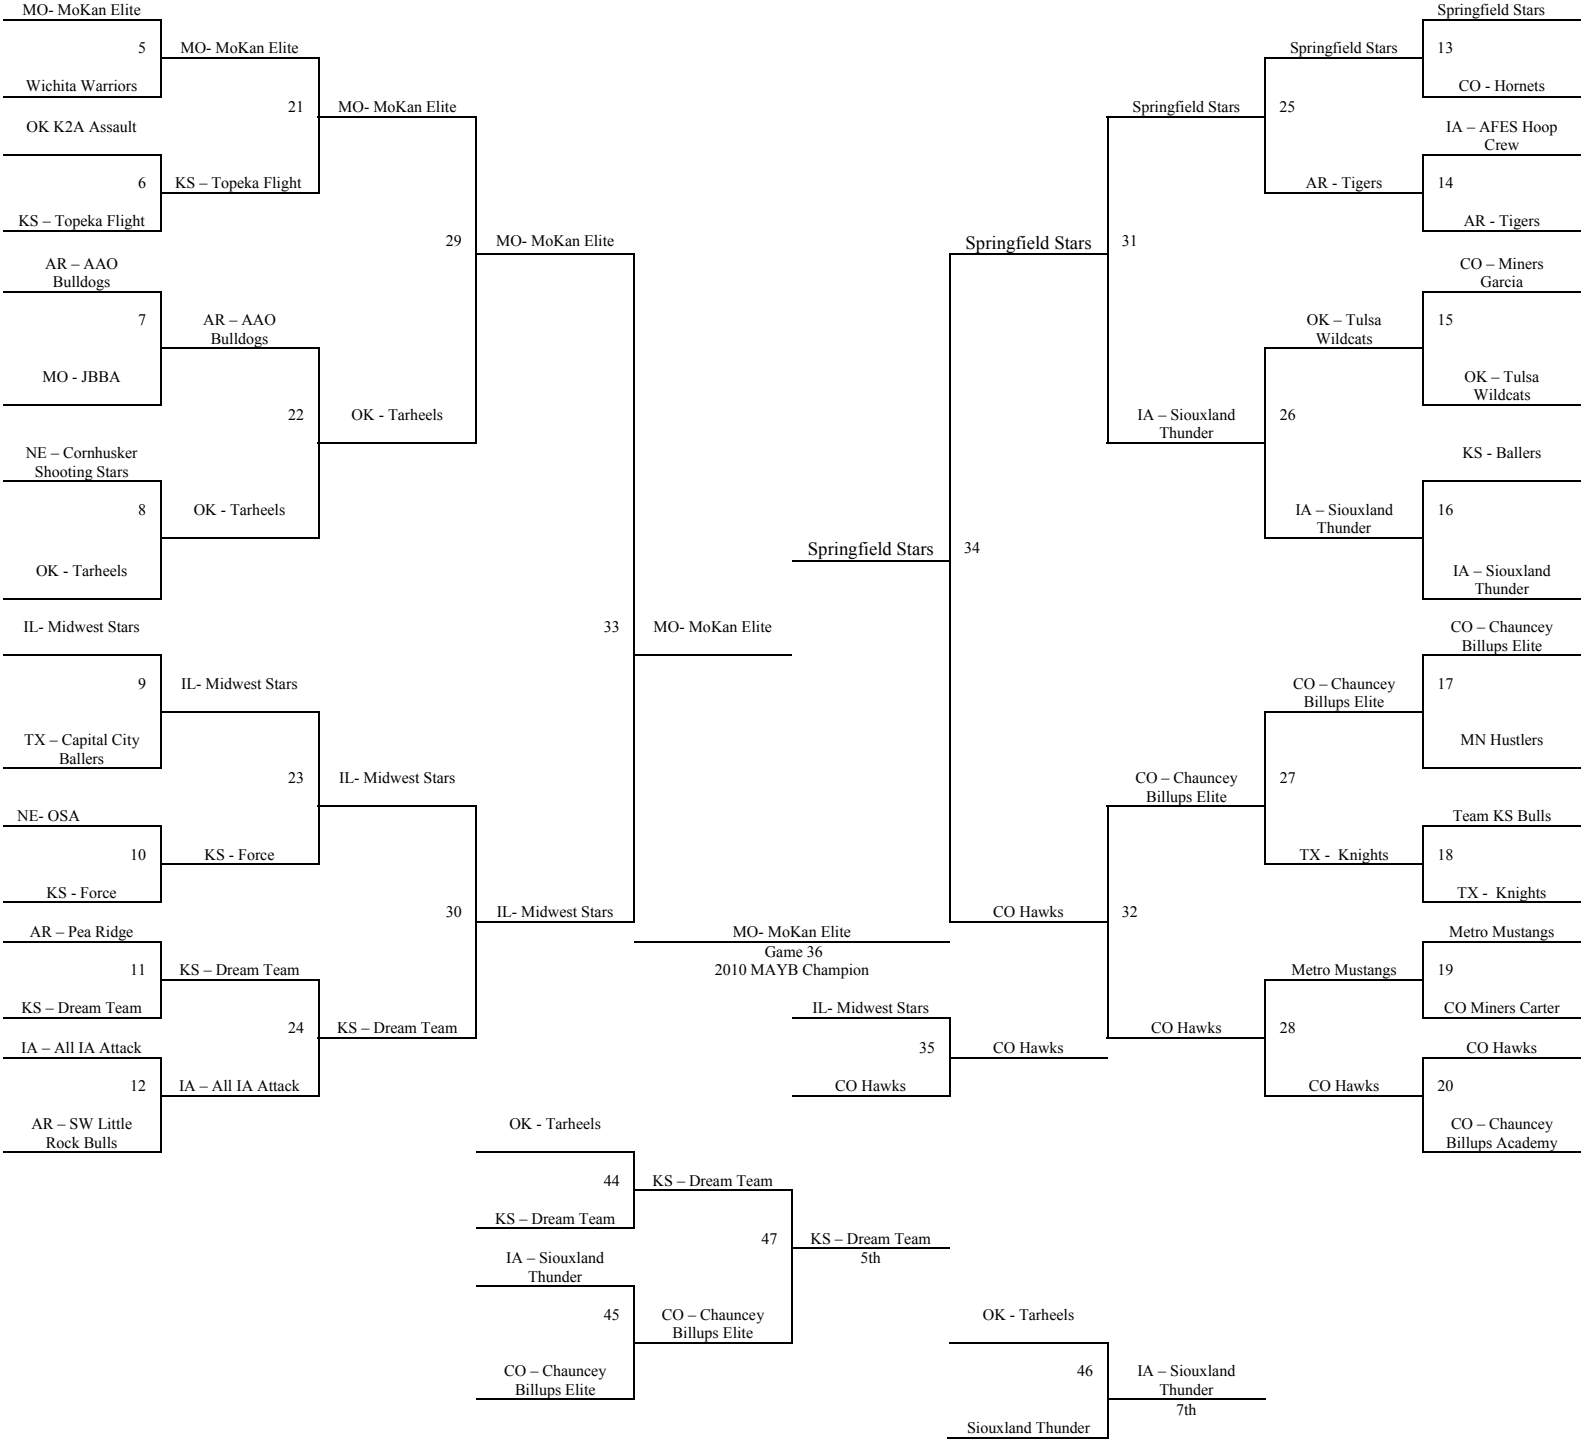 MO- MoKan Elite
5
MO- MoKan Elite
Wichita Warriors
21
MO- MoKan Elite
OK K2A Assault
6
KS – Topeka Flight
KS – Topeka Flight
29
MO- MoKan Elite
AR – AAO
Bulldogs
7
AR – AAO
Bulldogs
MO - JBBA
22
OK - Tarheels
NE – Cornhusker
Shooting Stars
8
OK - Tarheels
OK - Tarheels
33
MO- MoKan Elite
IL- Midwest Stars
9
IL- Midwest Stars
TX – Capital City
Ballers
23
IL- Midwest Stars
NE- OSA
10
KS - Force
KS - Force
30
IL- Midwest Stars
AR – Pea Ridge
11
KS – Dream Team
KS – Dream Team
24
KS – Dream Team
IA – All IA Attack
12
IA – All IA Attack
AR – SW Little
Rock Bulls
Springfield Stars
Springfield Stars
13
CO - Hornets
Springfield Stars
25
IA – AFES Hoop
Crew
AR - Tigers
14
AR - Tigers
Springfield Stars
31
CO – Miners
Garcia
OK – Tulsa
Wildcats
15
OK – Tulsa
Wildcats
IA – Siouxland
Thunder
26
KS - Ballers
IA – Siouxland
Thunder
16
IA – Siouxland
Thunder
Springfield Stars
34
CO – Chauncey
Billups Elite
CO – Chauncey
Billups Elite
17
MN Hustlers
CO – Chauncey
Billups Elite
27
Team KS Bulls
TX - Knights
18
TX - Knights
CO Hawks
32
Metro Mustangs
Metro Mustangs
19
CO Miners Carter
CO Hawks
28
CO Hawks
CO Hawks
20
CO – Chauncey
Billups Academy
MO- MoKan Elite
Game 36
2010 MAYB Champion
IL- Midwest Stars
35
CO Hawks
CO Hawks
OK - Tarheels
44
KS – Dream Team
KS – Dream Team
47
KS – Dream Team
5th
IA – Siouxland
Thunder
45
CO – Chauncey
Billups Elite
CO – Chauncey
Billups Elite
OK - Tarheels
46
IA – Siouxland
Thunder
7th
Siouxland Thunder